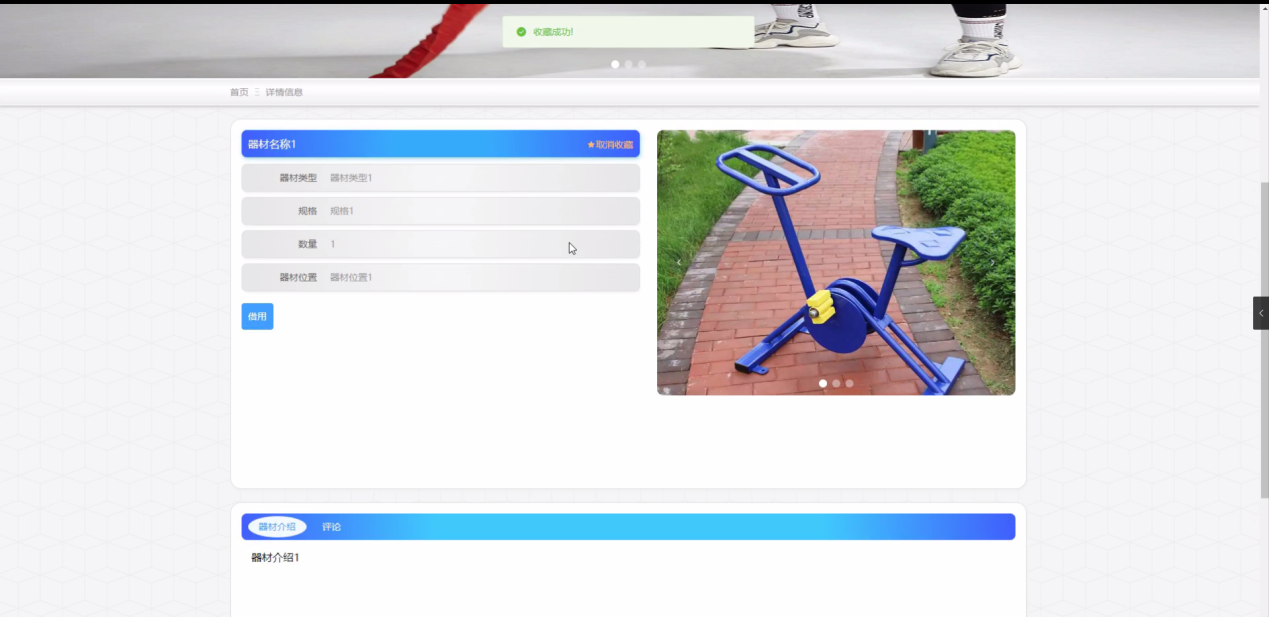 收藏成功!
首页 三 详情信息
器材名称1 ★取消收藏
器材类型 器材类型1
规格 规格1
数量 1
器材位置 器材位置1
借用
器材介绍 评论
器材介绍1